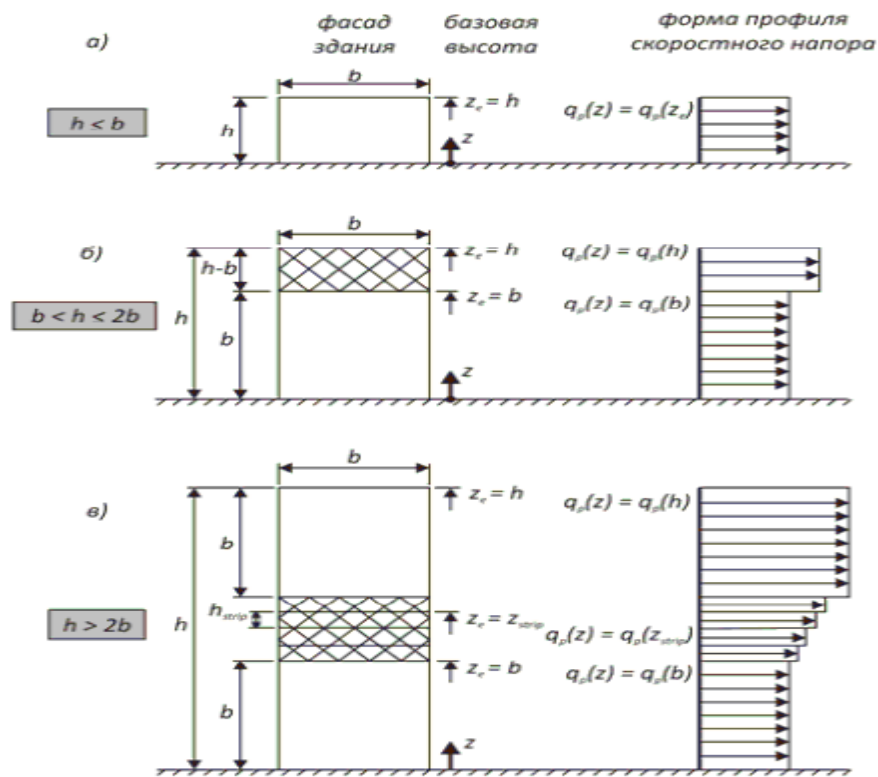 фасад здания
базовая высота
форма профиля скоростного напора
а)
h < b
b
h
z_e = h
z
q_p(z) = q_p(z_e)
б)
b < h < 2b
b
h-b
h
b
z_e = h
z_e = b
z
q_p(z) = q_p(h)
q_p(z) = q_p(b)
в)
h > 2b
b
b
h
h_strip
b
z_e = h
z_e = z_strip
z_e = b
z
q_p(z) = q_p(h)
q_p(z) = q_p(z_strip)
q_p(z) = q_p(b)